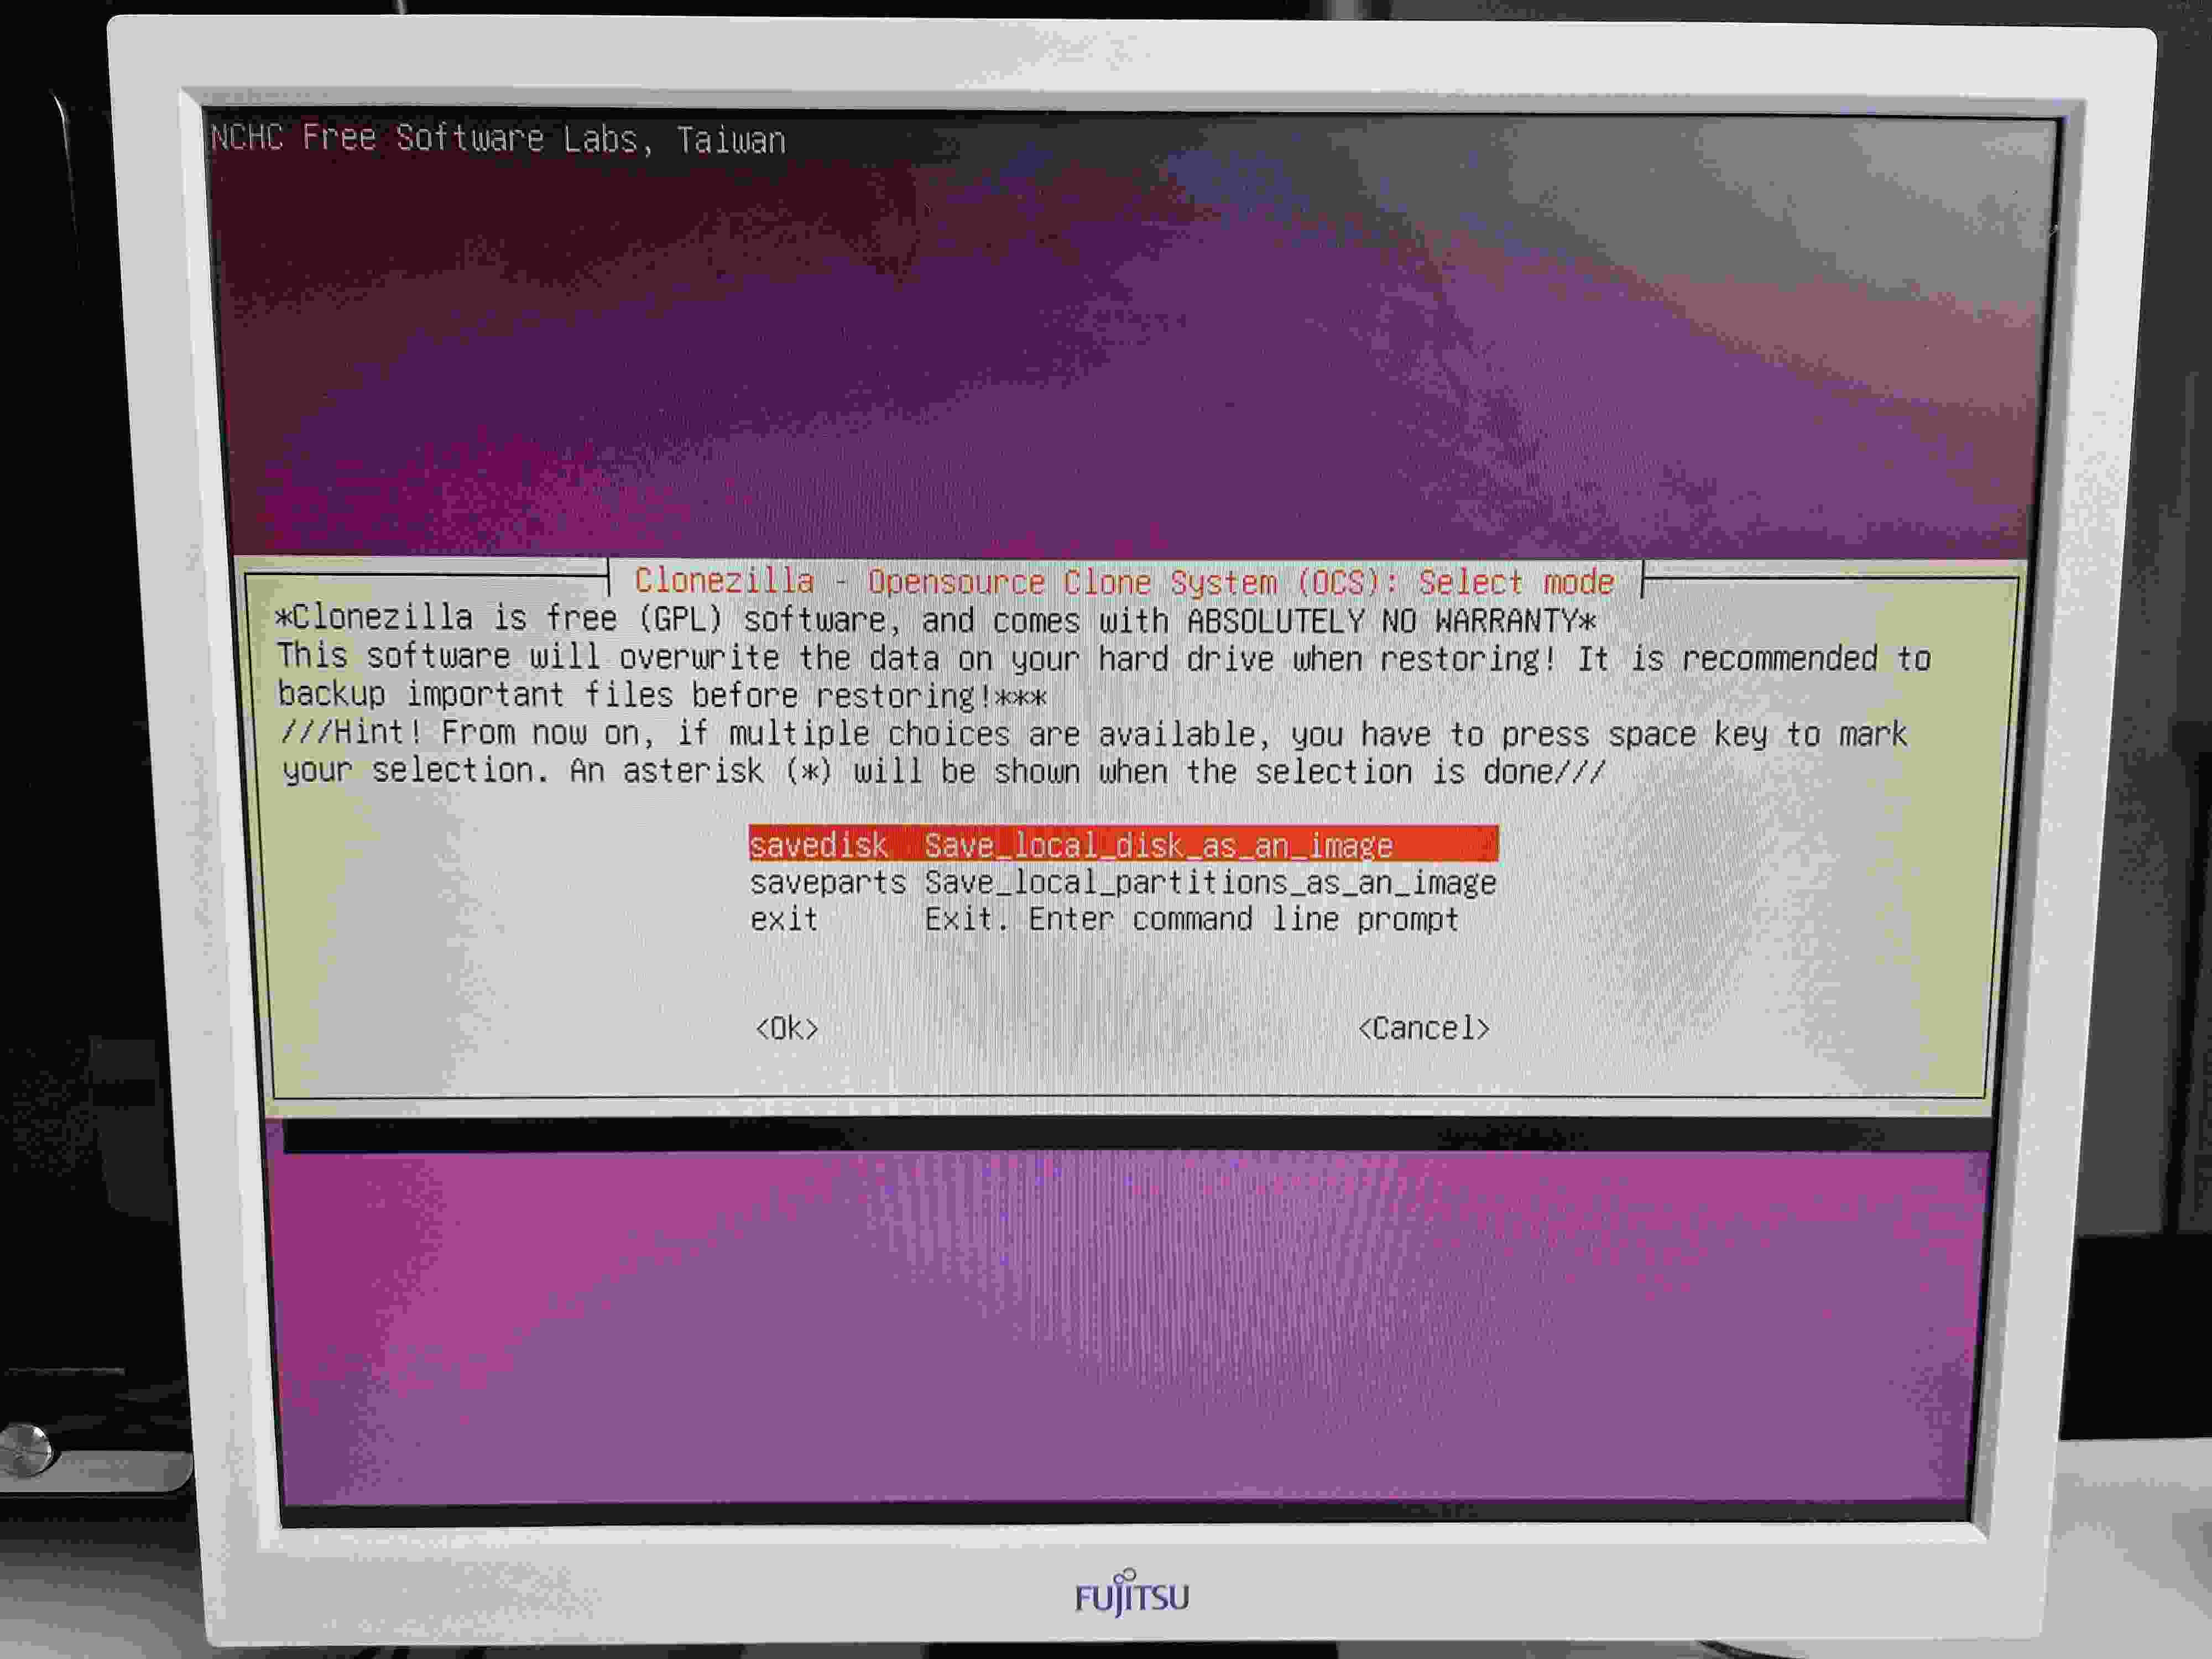 NCHC Free Software Labs, Taiwan
Clonezilla - Opensource Clone System (OCS): Select mode
*Clonezilla is free (GPL) software, and comes with ABSOLUTELY NO WARRANTY*
This software will overwrite the data on your hard drive when restoring! It is recommended to
backup important files before restoring!***
///Hint! From now on, if multiple choices are available, you have to press space key to mark
your selection. An asterisk (*) will be shown when the selection is done///
savedisk Save_local_disk_as_an_image
saveparts Save_local_partitions_as_an_image
exit Exit. Enter command line prompt
<Ok> <Cancel>
FUJITSU